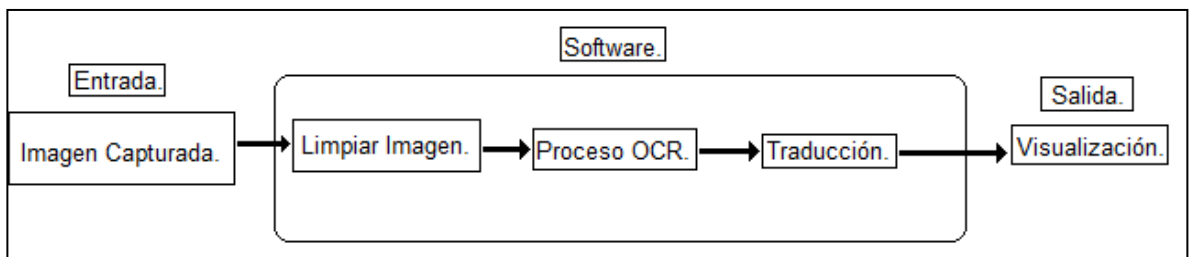 Software.
Entrada.
Salida.
Imagen Capturada.
Limpiar Imagen.
Proceso OCR.
Traducción.
Visualización.